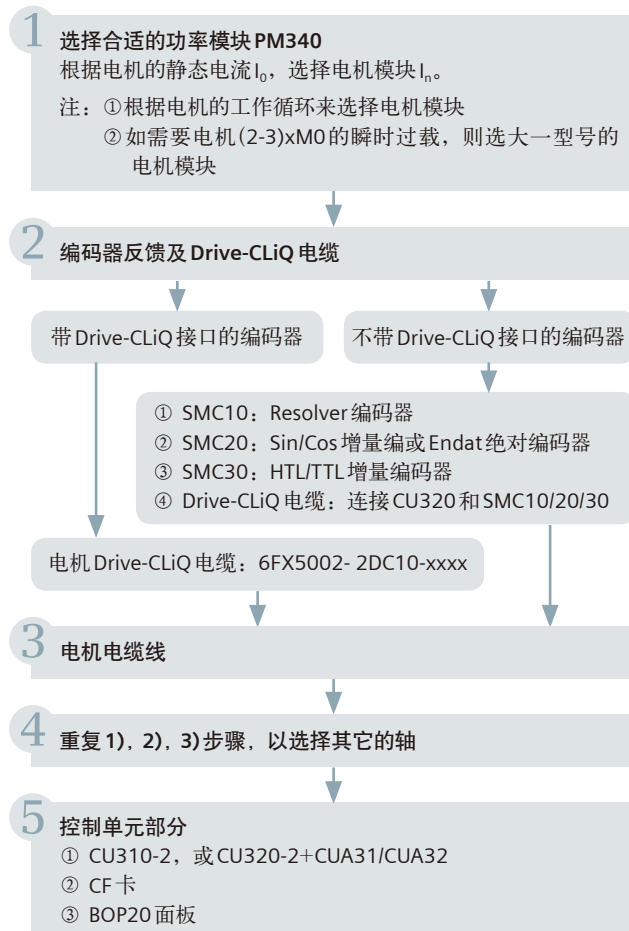 1
选择合适的功率模块PM340
根据电机的静态电流I₀，选择电机模块Iₙ。
注：①根据电机的工作循环来选择电机模块
②如需要电机(2-3)xM0的瞬时过载，则选大一型号的
电机模块
2
编码器反馈及Drive-CLiQ电缆
带Drive-CLiQ接口的编码器
不带Drive-CLiQ接口的编码器
① SMC10：Resolver编码器
② SMC20：Sin/Cos增量编或Endat绝对编码器
③ SMC30：HTL/TTL增量编码器
④ Drive-CLiQ电缆：连接CU320和SMC10/20/30
电机Drive-CLiQ电缆：6FX5002- 2DC10-xxxx
3
电机电缆线
4
重复1)，2)，3)步骤，以选择其它的轴
5
控制单元部分
① CU310-2，或CU320-2+CUA31/CUA32
② CF卡
③ BOP20面板